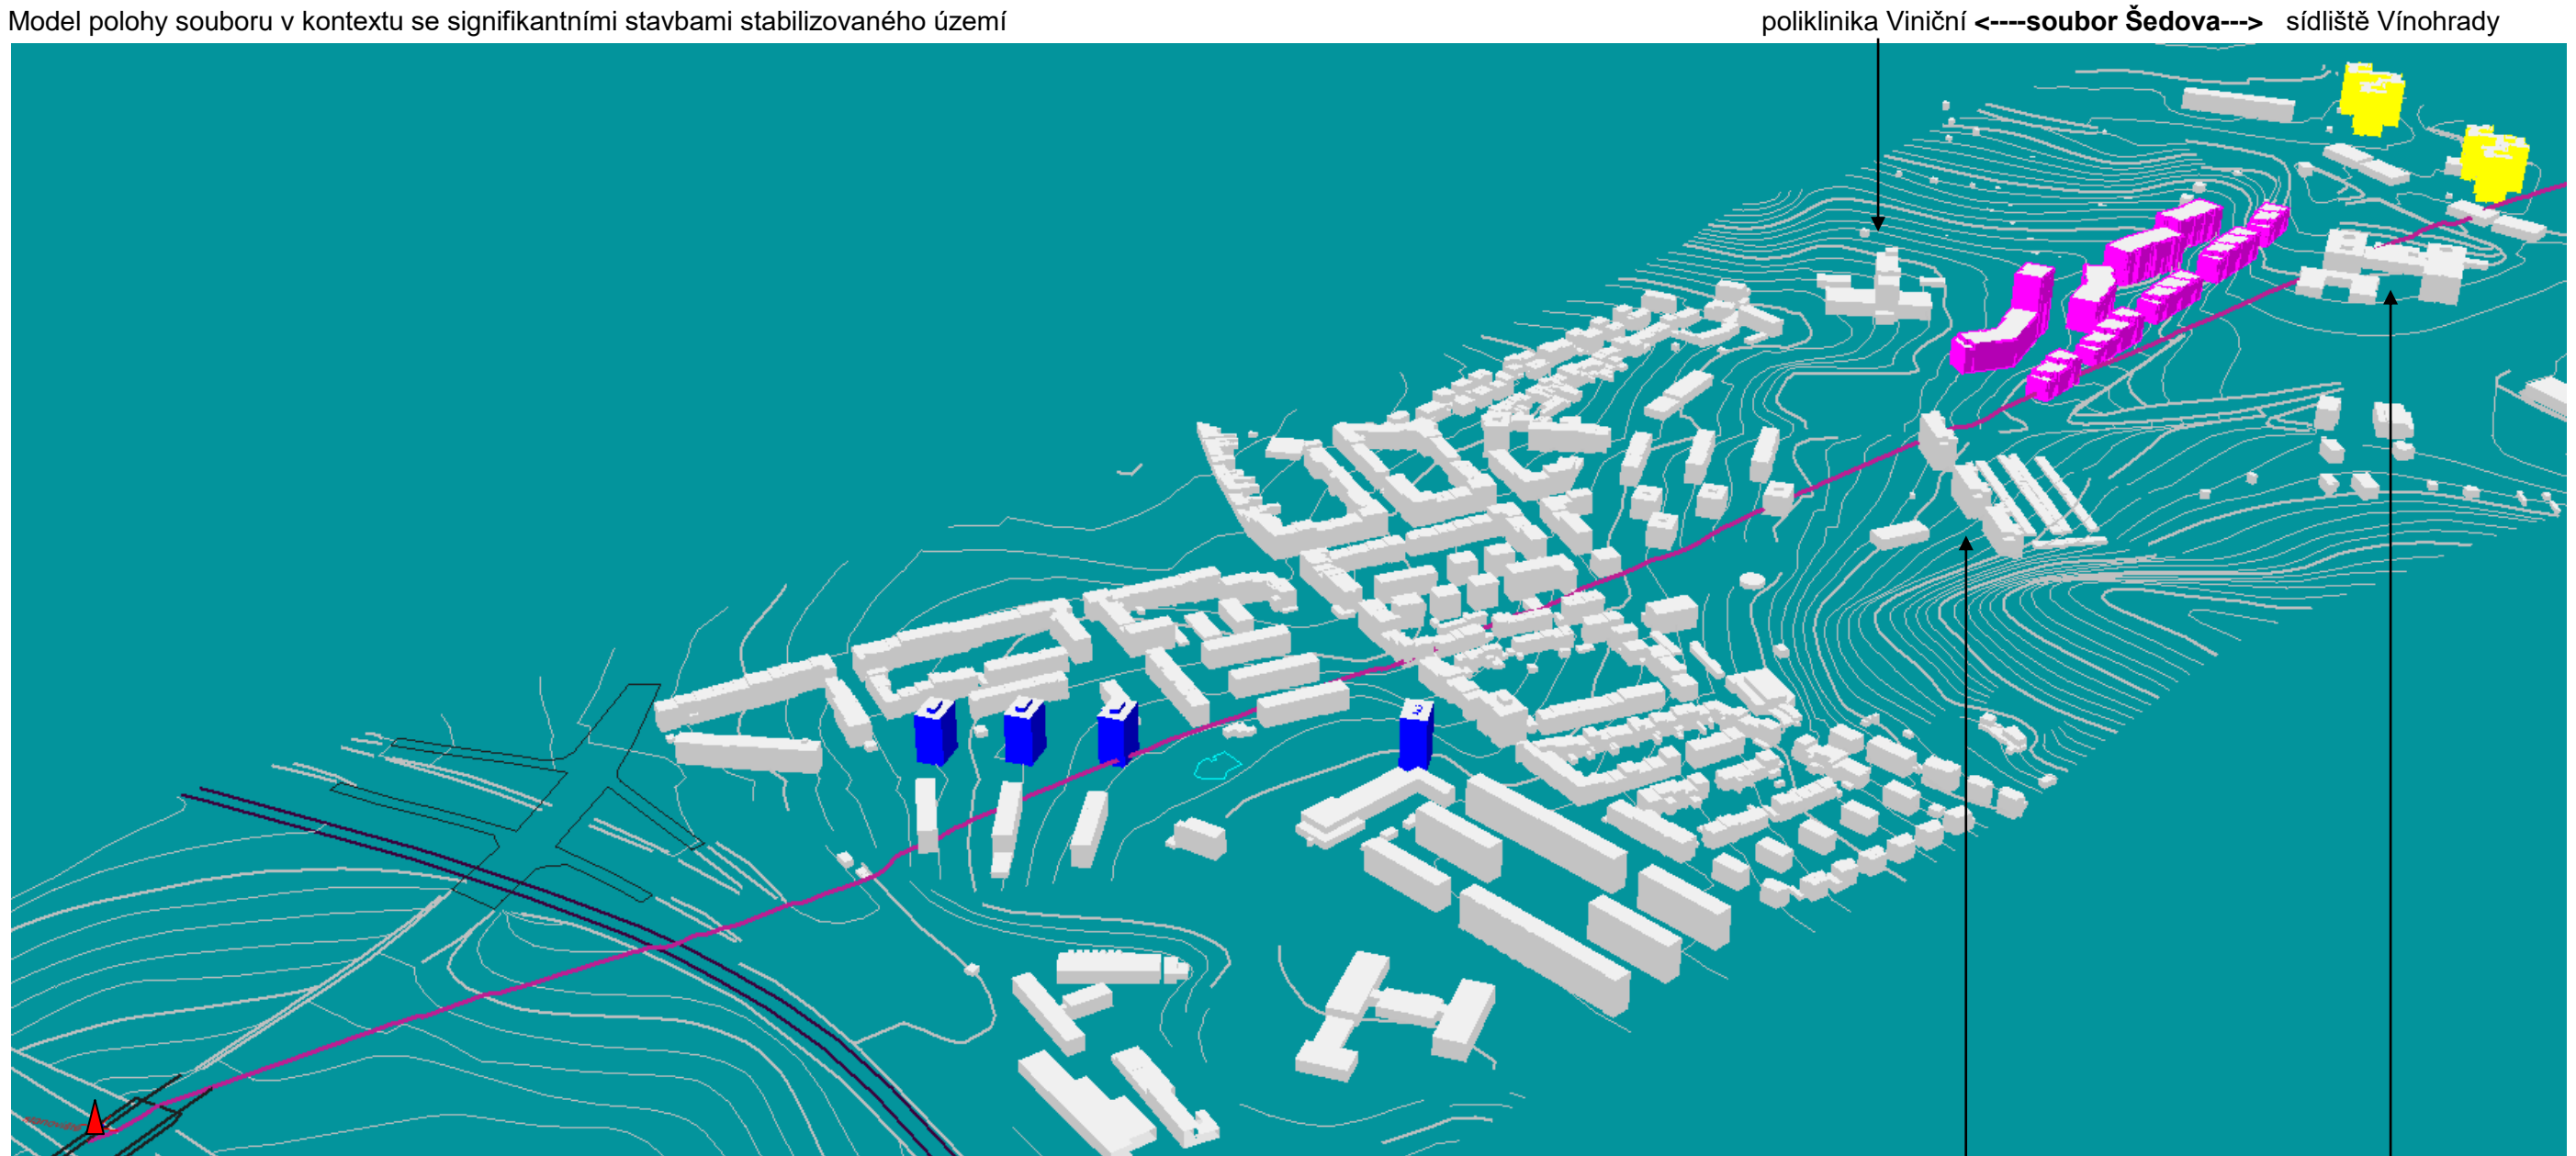 Model polohy souboru v kontextu se signifikantními stavbami stabilizovaného území
poliklinika Viniční <----soubor Šedova---> sídliště Vínohrady